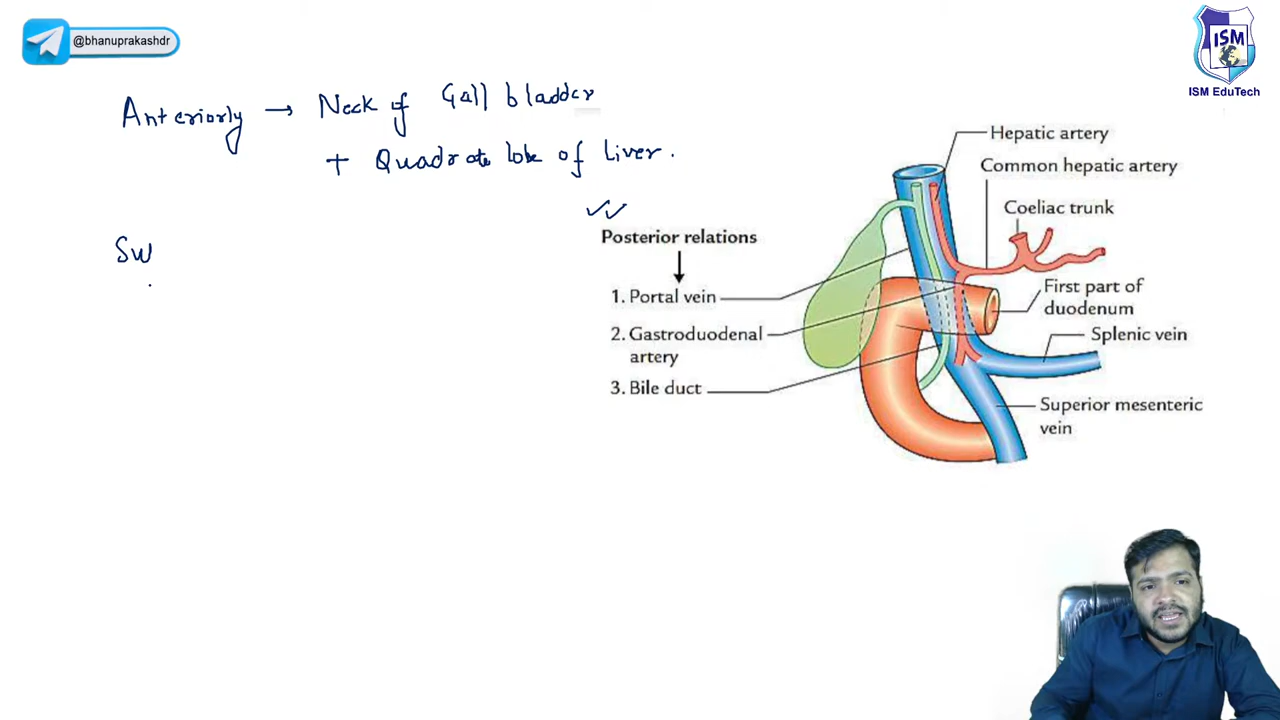 @bhanuprakashdr
ISM
ISM EduTech
Anteriorly → Neck of Gall bladder
+ Quadrate lobe of Liver.
SW
Posterior relations
1. Portal vein
2. Gastroduodenal
artery
3. Bile duct
Hepatic artery
Common hepatic artery
Coeliac trunk
First part of
duodenum
Splenic vein
Superior mesenteric
vein